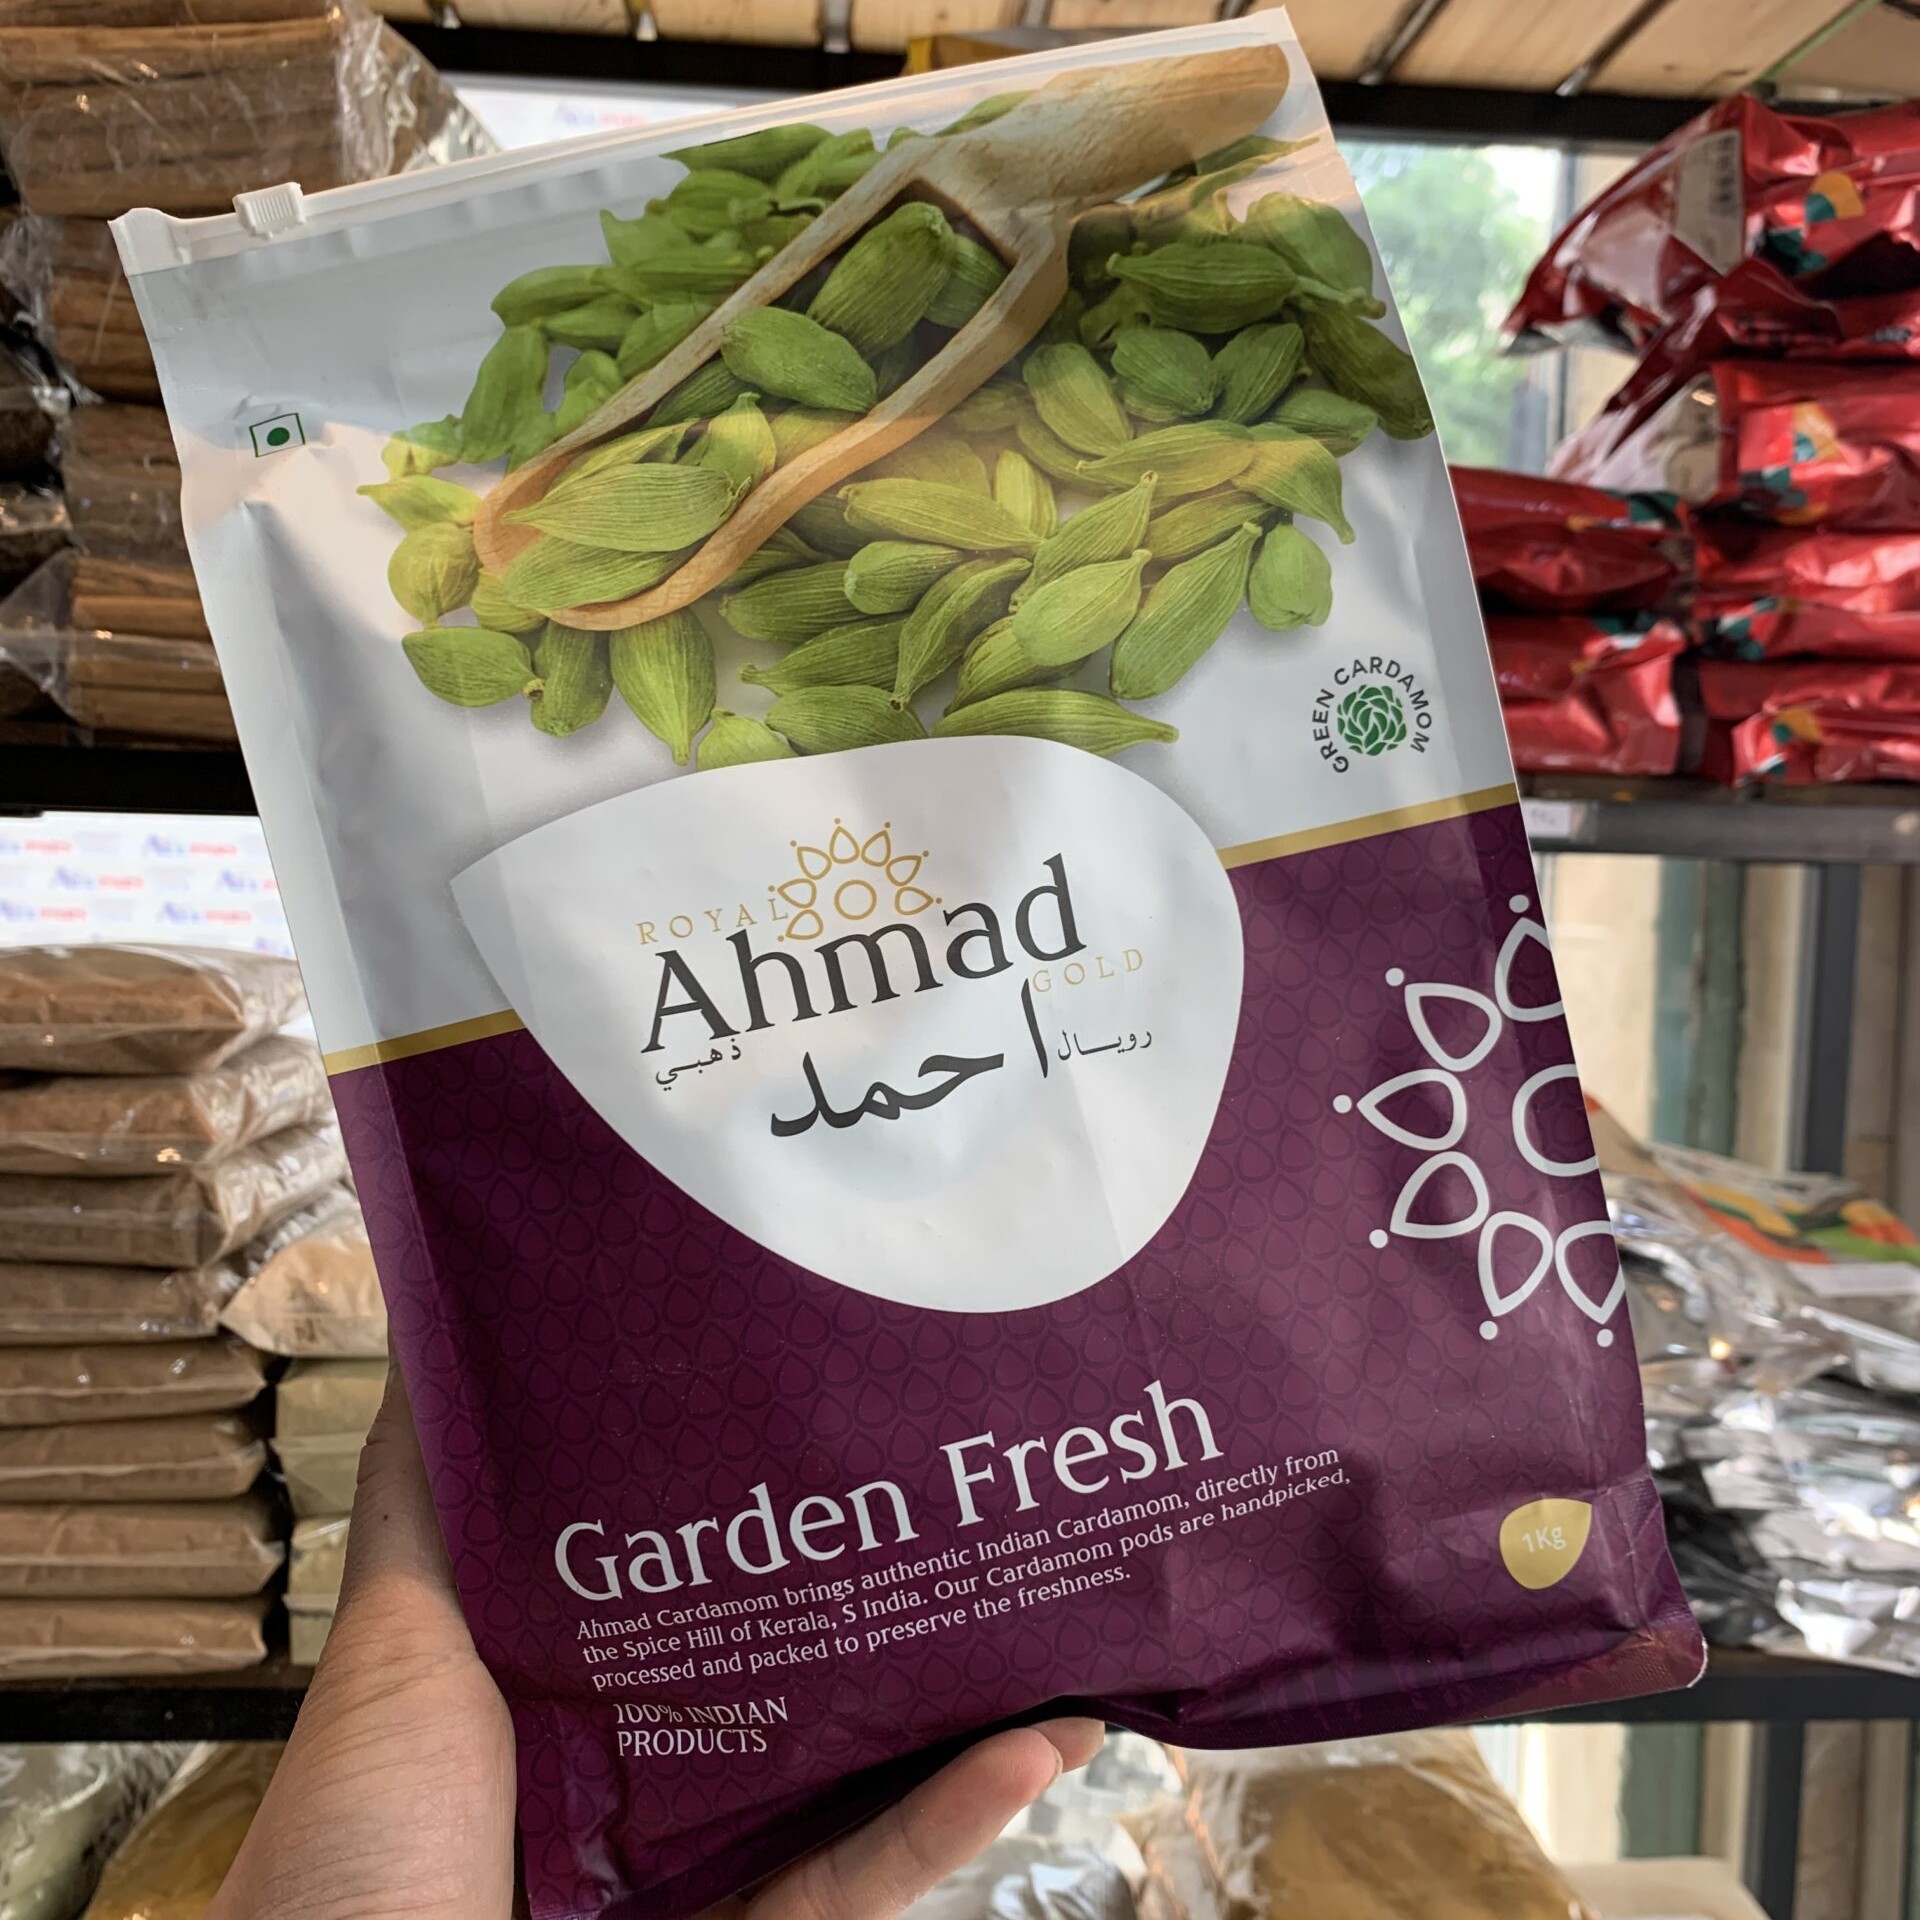 GREEN CARDAMOM
ROYAL
Ahmad
GOLD
رويال
احمد
ذهبي
Garden Fresh
Ahmad Cardamom brings authentic Indian Cardamom, directly from
the Spice Hill of Kerala, S India. Our Cardamom pods are handpicked,
processed and packed to preserve the freshness.
100% INDIAN
PRODUCTS
1Kg